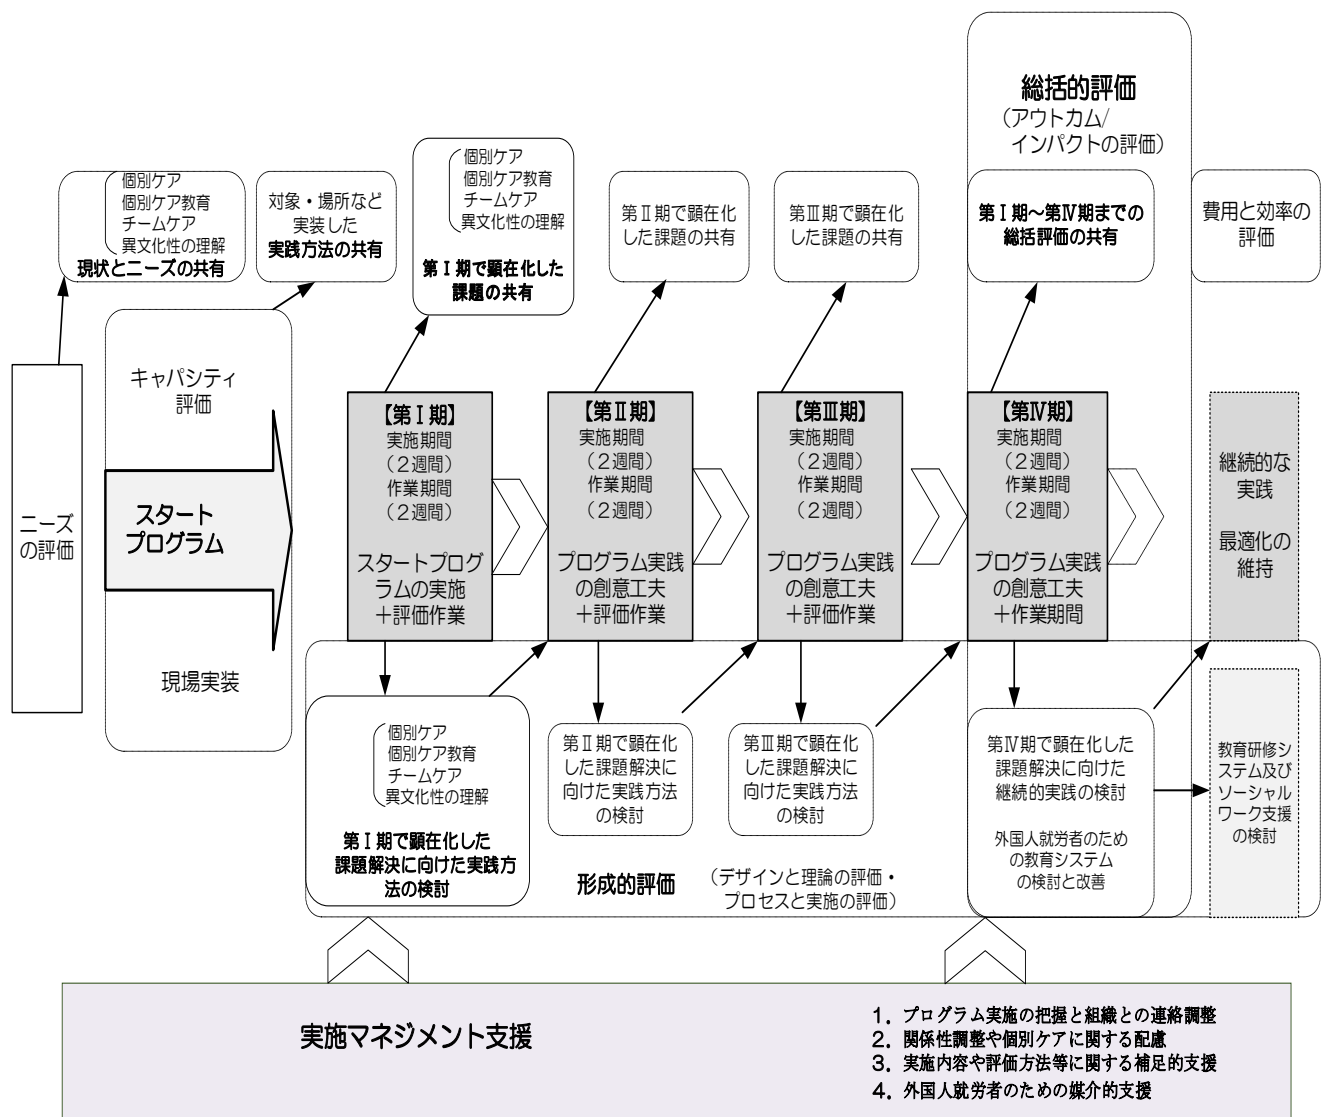 総括的評価
（アウトカム/
インパクトの評価）
個別ケア
個別ケア教育
チームケア
異文化性の理解
現状とニーズの共有
対象・場所など
実装した
実践方法の共有
個別ケア
個別ケア教育
チームケア
異文化性の理解
第Ⅰ期で顕在化した
課題の共有
第Ⅱ期で顕在化
した課題の共有
第Ⅲ期で顕在化
した課題の共有
第Ⅰ期～第Ⅳ期までの
総括評価の共有
費用と効率の
評価
ニーズ
の評価
キャパシティ
評価
スタート
プログラム
現場実装
【第Ⅰ期】
実施期間
（２週間）
作業期間
（２週間）
スタートプログ
ラムの実施
＋評価作業
【第Ⅱ期】
実施期間
（２週間）
作業期間
（２週間）
プログラム実践
の創意工夫
＋評価作業
【第Ⅲ期】
実施期間
（２週間）
作業期間
（２週間）
プログラム実践
の創意工夫
＋評価作業
【第Ⅳ期】
実施期間
（２週間）
作業期間
（２週間）
プログラム実践
の創意工夫
＋作業期間
継続的な
実践
最適化の
維持
個別ケア
個別ケア教育
チームケア
異文化性の理解
第Ⅰ期で顕在化した
課題解決に向けた実践方
法の検討
第Ⅱ期で顕在化
した課題解決に
向けた実践方法
の検討
第Ⅲ期で顕在化
した課題解決に
向けた実践方法
の検討
第Ⅳ期で顕在化した
課題解決に向けた
継続的実践の検討
外国人就労者のため
の教育システム
の検討と改善
教育研修シ
ステム及び
ソーシャル
ワーク支援
の検討
形成的評価
（デザインと理論の評価・
プロセスと実施の評価）
実施マネジメント支援
1．プログラム実施の把握と組織との連絡調整
2．関係性調整や個別ケアに関する配慮
3．実施内容や評価方法等に関する補足的支援
4．外国人就労者のための媒介的支援